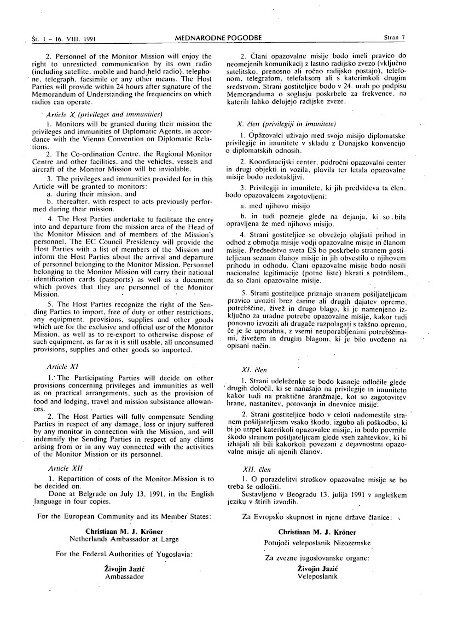 Št. 1 – 16. VIII. 1991
MEDNARODNE POGODBE
Stran 7
2. Personnel of the Monitor Mission will enjoy the
right to unrestricted communication by its own radio
(including satellite, mobile and hand-held radio), telepho-
ne, telegraph, facsimile or any other means. The Host
Parties will provide within 24 hours after signature of the
Memorandum of Understanding the frequencies on which
radios can operate.
Article X (privileges and immunities)
1. Monitors will be granted during their mission the
privileges and immunities of Diplomatic Agents, in accor-
dance with the Vienna Convention on Diplomatic Rela-
tions.
2. The Co-ordination Centre, the Regional Monitor
Centre and other facilities, and the vehicles, vessels and
aircraft of the Monitor Mission will be inviolable.
3. The privileges and immunities provided for in this
Article will be granted to monitors:
a. during their mission, and
b. thereafter, with respect to acts previously perfor-
med during their mission.
4. The Host Parties undertake to facilitate the entry
into and departure from the mission area of the Head of
the Monitor Mission and of members of the Mission's
personnel. The EC Council Presidency will provide the
Host Parties with a list of members of the Mission and
inform the Host Parties about the arrival and departure
of personnel belonging to the Monitor Mission. Personnel
belonging to the Monitor Mission will carry their national
identification cards (passports) as well as a document
which proves that they are personnel of the Monitor
Mission.
5. The Host Parties recognize the right of the Sen-
ding Parties to import, free of duty or other restrictions,
any equipment, provisions, supplies and other goods
which are for the exclusive and official use of the Monitor
Mission, as well as to re-export to otherwise dispose of
such equipment, as far as it is still usable, all unconsumed
provisions, supplies and other goods so imported.
Article XI
1. The Participating Parties will decide on other
provisions concerning privileges and immunities as well
as on practical arrangements, such as the provision of
food and lodging, travel and mission subsistence allowan-
ces.
2. The Host Parties will fully compensate Sending
Parties in respect of any damage, loss or injury suffered
by any monitor in connection with the Mission, and will
indemnify the Sending Parties in respect of any claims
arising from or in any way connected with the activities
of the Monitor Mission or its personnel.
Article XII
1. Repartition of costs of the Monitor Mission is to
be decided on.
Done at Belgrade on July 13, 1991, in the English
language in four copies.
For the European Community and its Member States:
Christiaan M. J. Kröner
Netherlands Ambassador at Large
For the Federal Authorities of Yugoslavia:
Živojin Jazić
Ambassador
2. Člani opazovalne misije bodo imeli pravico do
neomejenih komunikacij z lastno radijsko zvezo (vključno
satelitsko, prenosno ali ročno radijsko postajo), telefo-
nom, telegrafom, telefaksom ali s katerimkoli drugim
sredstvom. Strani gostiteljice bodo v 24. urah po podpisu
Memoranduma o soglasju poskrbele za frekvence, na
katerih lahko delujejo radijske zveze.
X. člen (privilegiji in imunitete)
1. Opazovalci uživajo med svojo misijo diplomatske
privilegije in imunitete v skladu z Dunajsko konvencijo
o diplomatskih odnosih.
2. Koordinacijski center, področni opazovalni center
in drugi objekti in vozila, plovila ter letala opazovalne
misije bodo nedotakljivi.
3. Privilegiji in imunitete, ki jih predvideva ta člen,
bodo opazovalcem zagotovljeni:
a. med njihovo misijo
b. in tudi pozneje glede na dejanja, ki so bila
opravljena že med njihovo misijo.
4. Strani gostiteljice se obvežejo olajšati prihod in
odhod z območja misije vodji opazovalne misije in članom
misije. Predsedstvo sveta ES bo poskrbelo stranem gosti-
teljicam seznam članov misije in jih obvestilo o njihovem
prihodu in odhodu. Člani opazovalne misije bodo nosili
nacionalne legitimacije (potne liste) hkrati s potrdilom,
da so člani opazovalne misije.
5. Strani gostiteljice priznajo stranem pošiljateljicam
pravico uvoziti brez carine ali drugih dajatev opremo,
potrebščine, živež in drugo blago, ki je namenjeno iz-
ključno za uradne potrebe opazovalne misije, kakor tudi
ponovno izvoziti ali drugače razpolagati s takšno opremo,
če je še uporabna, z vsemi neuporabljenimi potrebščina-
mi, živežem in drugim blagom, ki je bilo uvoženo na
opisani način.
XI. člen
1. Strani udeleženke se bodo kasneje odločile glede
drugih določil, ki se nanašajo na privilegije in imunitete
kakor tudi na praktične aranžmaje, kot so zagotovitev
hrane, nastanitev, potovanja in dnevnice misije.
2. Strani gostiteljice bodo v celoti nadomestile stra-
nem pošiljateljicam vsako škodo, izgubo ali poškodbo, ki
bi jo utrpel katerikoli opazovalec misije, in bodo povrnile
škodo stranem pošiljateljicam glede vseh zahtevkov, ki bi
izhajali ali bili kakorkoli povezani z dejavnostjo opazo-
valne misije ali njenih članov.
XII. člen
1. O porazdelitvi stroškov opazovalne misije se bo
treba še odločiti.
Sestavljeno v Beogradu 13. julija 1991 v angleškem
jeziku v štirih izvodih.
Za Evropsko skupnost in njene države članice:
Christiaan M. J. Kröner
Potujoči veleposlanik Nizozemske
Za zvezne jugoslovanske organe:
Živojin Jazić
Veleposlanik